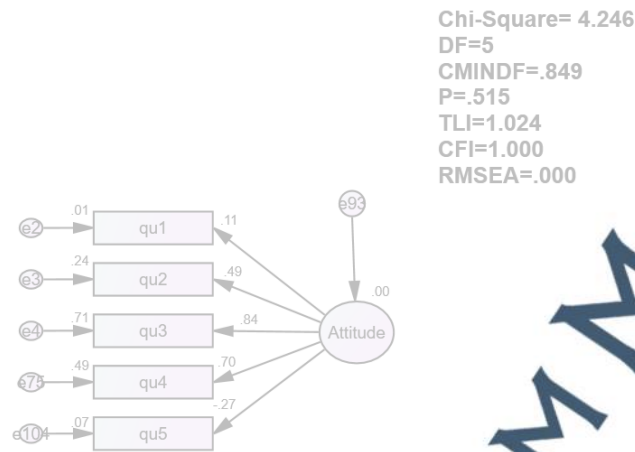 Chi-Square= 4.246
DF=5
CMINDF=.849
P=.515
TLI=1.024
CFI=1.000
RMSEA=.000
e93
.01
e2
qu1
.11
.24
e3
qu2
.49
.00
.71
e4
qu3
.84
Attitude
.49
e75
qu4
.70
.07
e104
qu5
-.27
M
M